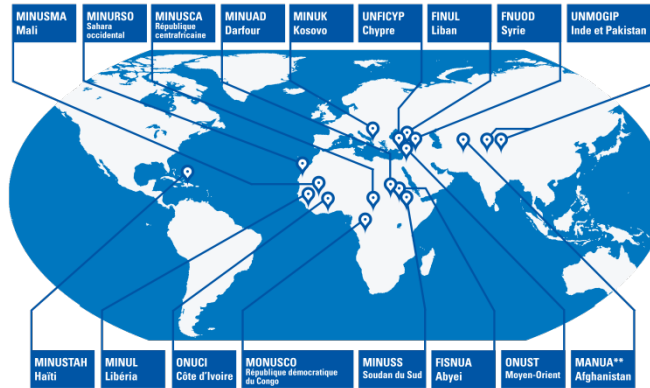 MINUSMA
Mali
MINURSO
Sahara
occidental
MINUSCA
République
centrafricaine
MINUAD
Darfour
MINUK
Kosovo
UNFICYP
Chypre
FINUL
Liban
FNUOD
Syrie
UNMOGIP
Inde et Pakistan
MINUSTAH
Haïti
MINUL
Libéria
ONUCI
Côte d'Ivoire
MONUSCO
République démocratique
du Congo
MINUSS
Soudan du Sud
FISNUA
Abyei
ONUST
Moyen-Orient
MANUA**
Afghanistan